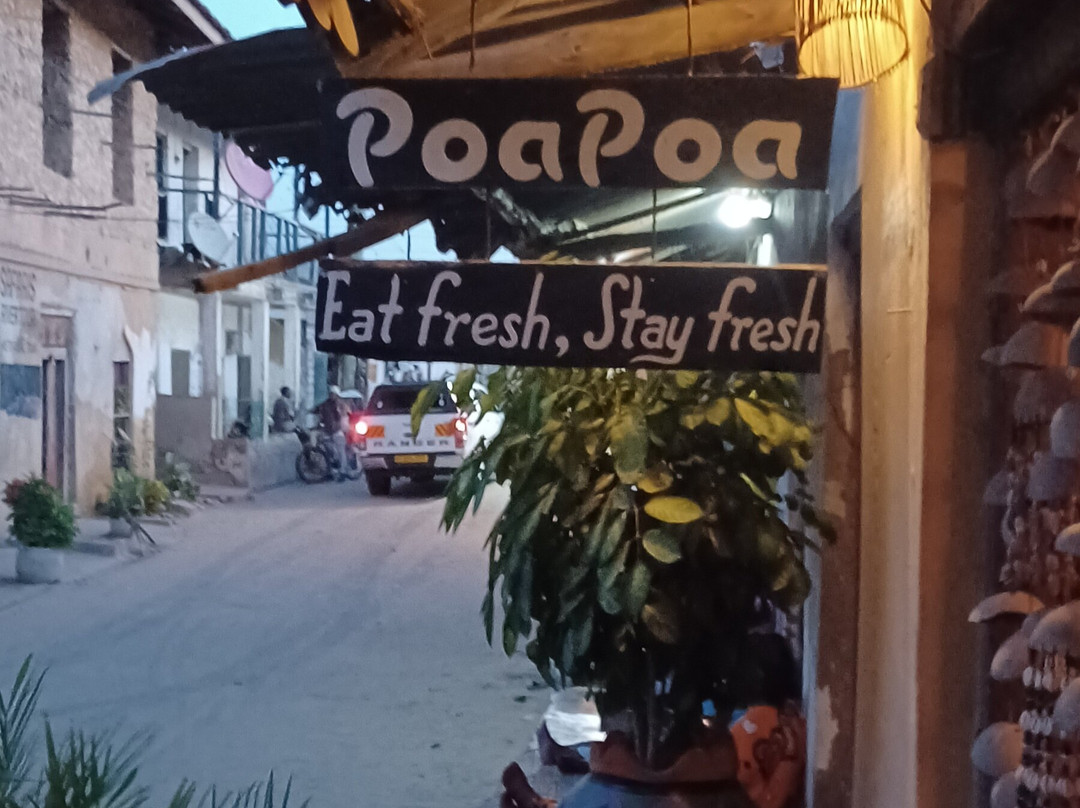 PoaPoa
Eat fresh, Stay fresh
RANGER